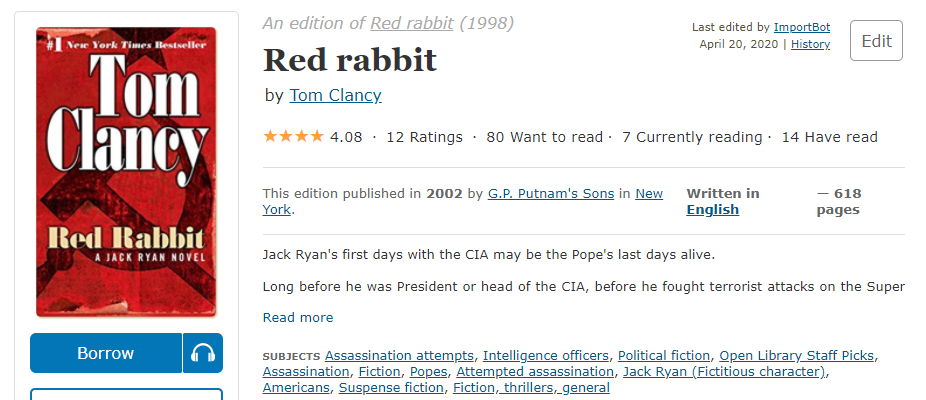 #1 New York Times Bestseller
Tom
Clancy
Red Rabbit
A JACK RYAN NOVEL
Borrow
An edition of Red rabbit (1998)
Red rabbit
by Tom Clancy
Last edited by ImportBot
April 20, 2020 | History
Edit
4.08 · 12 Ratings · 80 Want to read · 7 Currently reading · 14 Have read
This edition published in 2002 by G.P. Putnam's Sons in New
York.
Written in
English
— 618
pages
Jack Ryan's first days with the CIA may be the Pope's last days alive.
Long before he was President or head of the CIA, before he fought terrorist attacks on the Super
Read more
SUBJECTS Assassination attempts, Intelligence officers, Political fiction, Open Library Staff Picks,
Assassination, Fiction, Popes, Attempted assassination, Jack Ryan (Fictitious character),
Americans, Suspense fiction, Fiction, thrillers, general